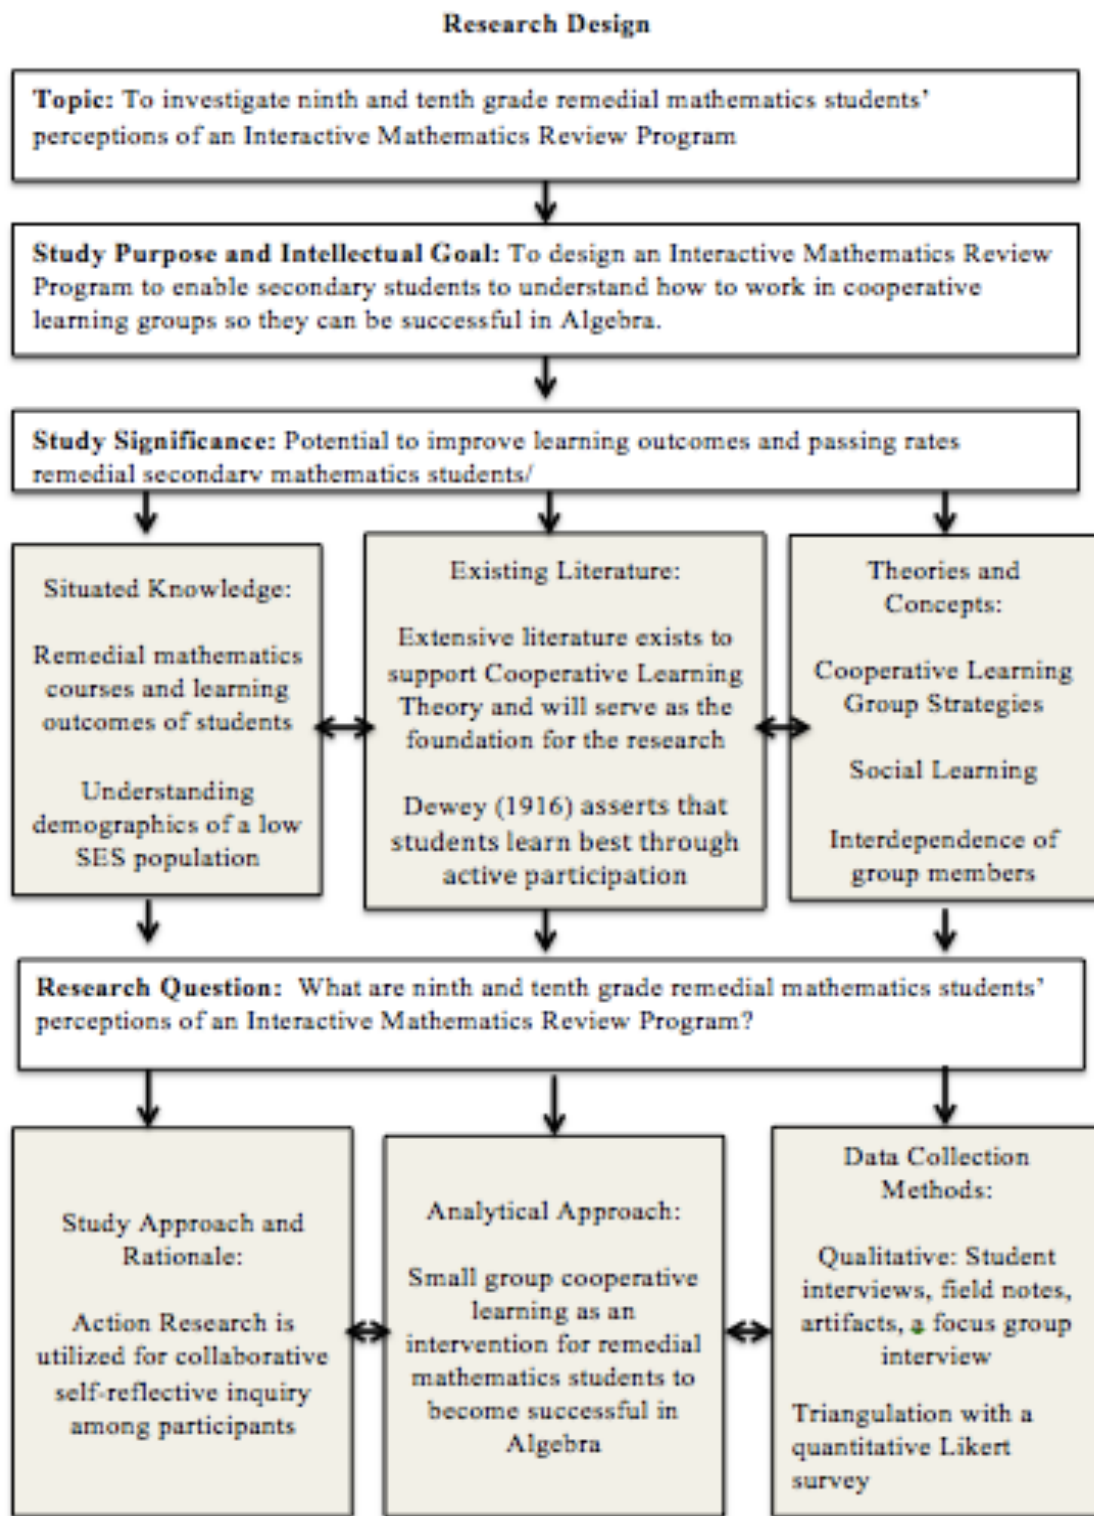 Research Design
Topic: To investigate ninth and tenth grade remedial mathematics students'
perceptions of an Interactive Mathematics Review Program
Study Purpose and Intellectual Goal: To design an Interactive Mathematics Review
Program to enable secondary students to understand how to work in cooperative
learning groups so they can be successful in Algebra.
Study Significance: Potential to improve learning outcomes and passing rates
remedial secondary mathematics students/
Situated Knowledge:
Remedial mathematics
courses and learning
outcomes of students
Understanding
demographics of a low
SES population
Existing Literature:
Extensive literature exists to
support Cooperative Learning
Theory and will serve as the
foundation for the research
Dewey (1916) asserts that
students learn best through
active participation
Theories and
Concepts:
Cooperative Learning
Group Strategies
Social Learning
Interdependence of
group members
Research Question: What are ninth and tenth grade remedial mathematics students'
perceptions of an Interactive Mathematics Review Program?
Study Approach and
Rationale:
Action Research is
utilized for collaborative
self-reflective inquiry
among participants
Analytical Approach:
Small group cooperative
learning as an
intervention for remedial
mathematics students to
become successful in
Algebra
Data Collection
Methods:
Qualitative: Student
interviews, field notes,
artifacts, a focus group
interview
Triangulation with a
quantitative Likert
survey